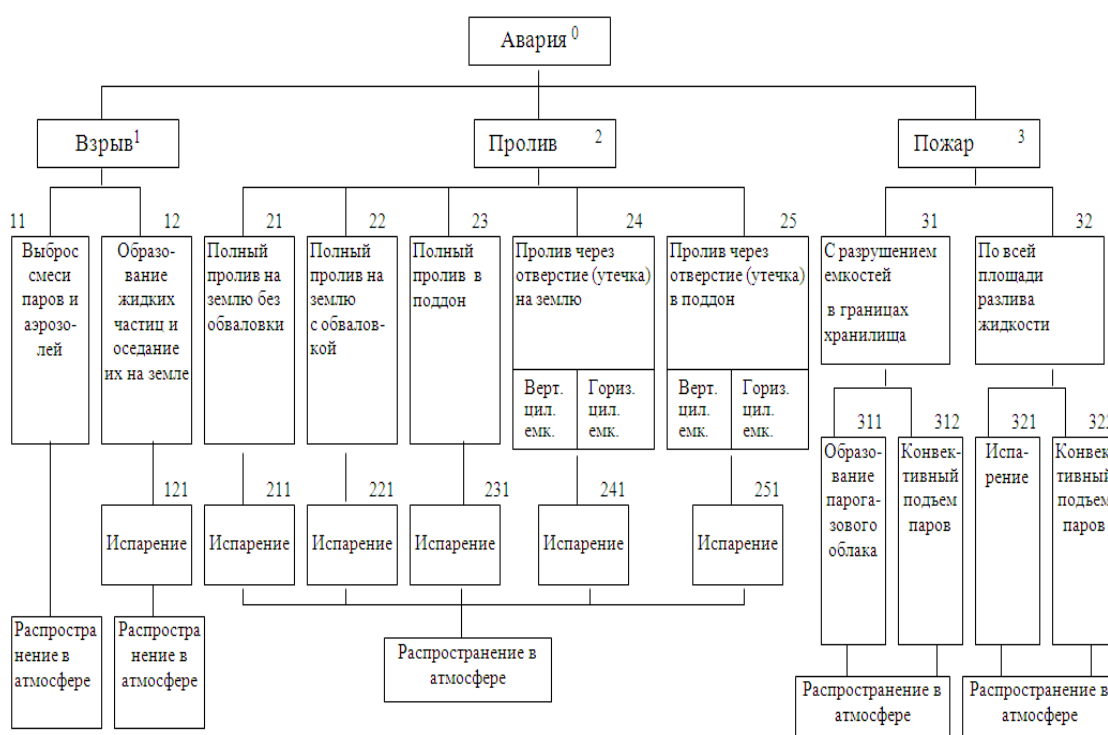 Авария 0
Взрыв1
Пролив 2
Пожар 3
11
12
21
22
23
24
25
31
32
Выброс
смеси
паров и
аэрозо-
лей
Образо-
вание
жидких
частиц и
оседание
их на земле
Полный
пролив на
землю без
обваловки
Полный
пролив на
землю
с обвалов-
кой
Полный
пролив в
поддон
Пролив через
отверстие (утечка)
на землю
Верт.
цил.
емк.
Гориз.
цил.
емк.
Пролив через
отверстие (утечка)
в поддон
Верт.
цил.
емк.
Гориз.
цил.
емк.
С разрушением
емкостей
в границах
хранилища
По всей
площади
разлива
жидкости
121
211
221
231
241
251
311
312
321
322
Испарение
Испарение
Испарение
Испарение
Испарение
Испарение
Образо-
вание
парога-
зового
облака
Конвек-
тивный
подъем
паров
Испа-
рение
Конвек-
тивный
подъем
паров
Распростра
нение в
атмосфере
Распростра
нение в
атмосфере
Распространение в
атмосфере
Распространение в
атмосфере
Распространение в
атмосфере